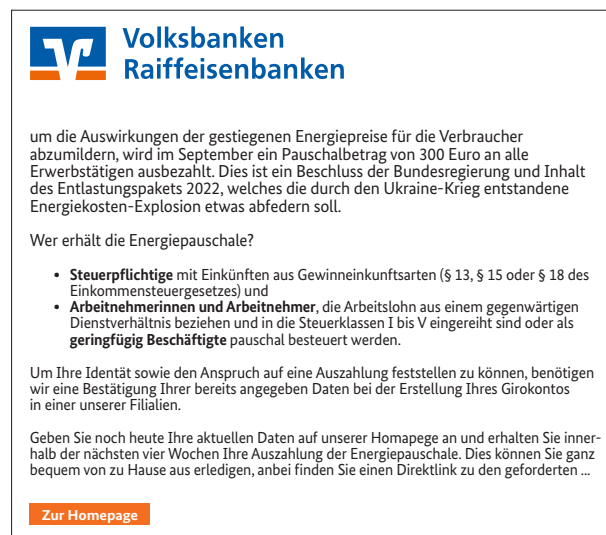 Volksbanken
Raiffeisenbanken
um die Auswirkungen der gestiegenen Energiepreise für die Verbraucher
abzumildern, wird im September ein Pauschalbetrag von 300 Euro an alle
Erwerbstätigen ausbezahlt. Dies ist ein Beschluss der Bundesregierung und Inhalt
des Entlastungspakets 2022, welches die durch den Ukraine-Krieg entstandene
Energiekosten-Explosion etwas abfedern soll.
Wer erhält die Energiepauschale?
• Steuerpflichtige mit Einkünften aus Gewinneinkunftsarten (§ 13, § 15 oder § 18 des
Einkommensteuergesetzes) und
• Arbeitnehmerinnen und Arbeitnehmer, die Arbeitslohn aus einem gegenwärtigen
Dienstverhältnis beziehen und in die Steuerklassen I bis V eingereiht sind oder als
geringfügig Beschäftigte pauschal besteuert werden.
Um Ihre Identät sowie den Anspruch auf eine Auszahlung feststellen zu können, benötigen
wir eine Bestätigung Ihrer bereits angegeben Daten bei der Erstellung Ihres Girokontos
in einer unserer Filialen.
Geben Sie noch heute Ihre aktuellen Daten auf unserer Homapege an und erhalten Sie inner-
halb der nächsten vier Wochen Ihre Auszahlung der Energiepauschale. Dies können Sie ganz
bequem von zu Hause aus erledigen, anbei finden Sie einen Direktlink zu den geforderten ...
Zur Homepage